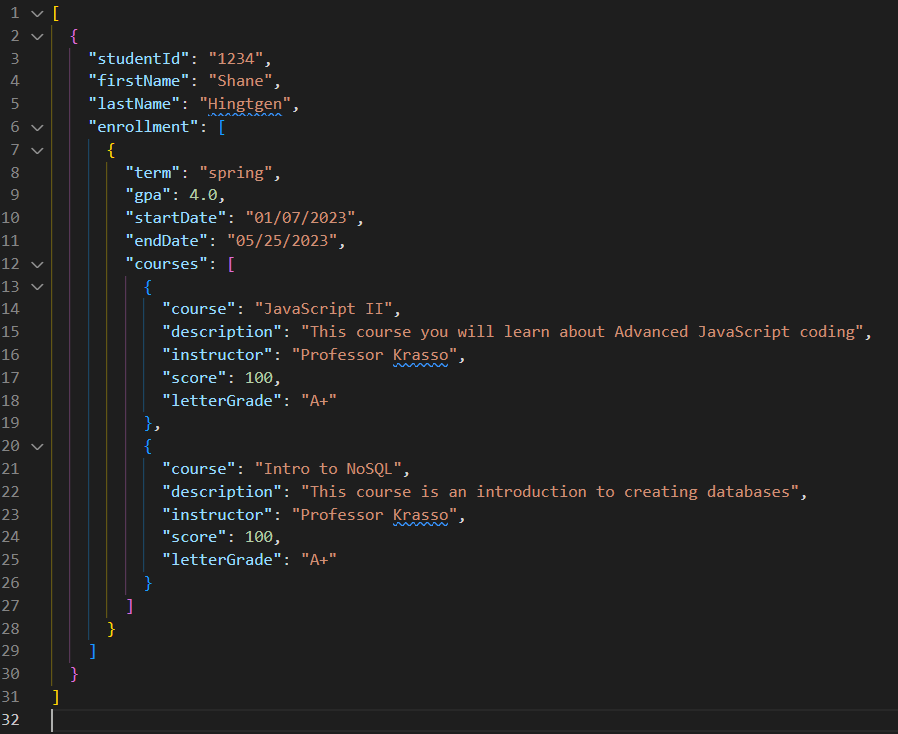 1 [
2 {
3 "studentId": "1234",
4 "firstName": "Shane",
5 "lastName": "Hingtgen",
6 "enrollment": [
7 {
8 "term": "spring",
9 "gpa": 4.0,
10 "startDate": "01/07/2023",
11 "endDate": "05/25/2023",
12 "courses": [
13 {
14 "course": "JavaScript II",
15 "description": "This course you will learn about Advanced JavaScript coding",
16 "instructor": "Professor Krasso",
17 "score": 100,
18 "letterGrade": "A+"
19 },
20 {
21 "course": "Intro to NoSQL",
22 "description": "This course is an introduction to creating databases",
23 "instructor": "Professor Krasso",
24 "score": 100,
25 "letterGrade": "A+"
26 }
27 ]
28 }
29 ]
30 }
31 ]
32